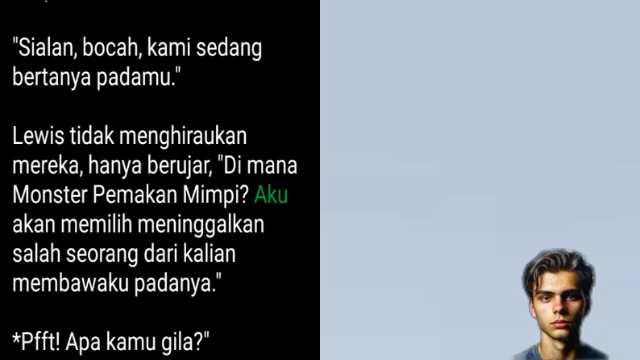 "Sialan, bocah, kami sedang
bertanya padamu."
Lewis tidak menghiraukan
mereka, hanya berujar, "Di mana
Monster Pemakan Mimpi? Aku
akan memilih meninggalkan
salah seorang dari kalian
membawaku padanya."
*Pfft! Apa kamu gila?"